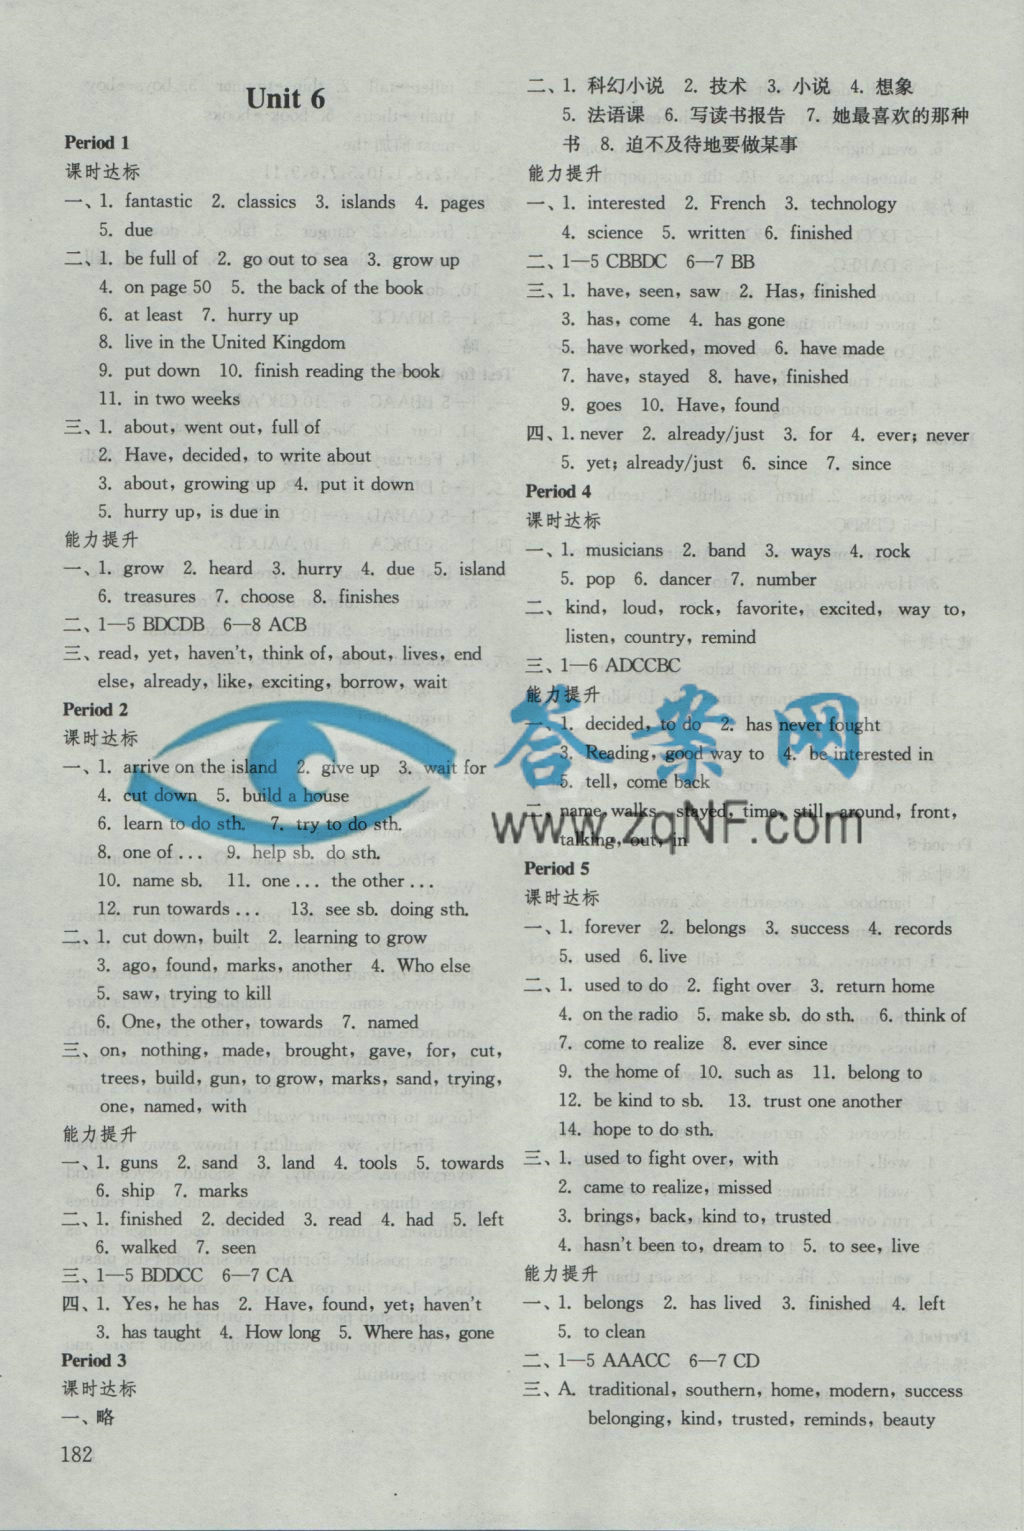 Unit 6
Period 1
课时达标
一、1. fantastic 2. classics 3. islands 4. pages
5. due
二、1. be full of 2. go out to sea 3. grow up
4. on page 50 5. the back of the book
6. at least 7. hurry up
8. live in the United Kingdom
9. put down 10. finish reading the book
11. in two weeks
三、1. about, went out, full of
2. Have, decided, to write about
3. about, growing up 4. put it down
5. hurry up, is due in
能力提升
一、1. grow 2. heard 3. hurry 4. due 5. island
6. treasures 7. choose 8. finishes
二、1—5 BDCDB 6—8 ACB
三、read, yet, haven't, think of, about, lives, end
else, already, like, exciting, borrow, wait
Period 2
课时达标
一、1. arrive on the island 2. give up 3. wait for
4. cut down 5. build a house
6. learn to do sth. 7. try to do sth.
8. one of ... 9. help sb. do sth.
10. name sb. 11. one ... the other ...
12. run towards ... 13. see sb. doing sth.
二、1. cut down, built 2. learning to grow
3. ago, found, marks, another 4. Who else
5. saw, trying to kill
6. One, the other, towards 7. named
三、on, nothing, made, brought, gave, for, cut,
trees, build, gun, to grow, marks, sand, trying,
one, named, with
能力提升
一、1. guns 2. sand 3. land 4. tools 5. towards
6. ship 7. marks
二、1. finished 2. decided 3. read 4. had 5. left
6. walked 7. seen
三、1—5 BDDCC 6—7 CA
四、1. Yes, he has 2. Have, found, yet; haven't
3. has taught 4. How long 5. Where has, gone
Period 3
课时达标
一、略
182
二、1. 科幻小说 2. 技术 3. 小说 4. 想象
5. 法语课 6. 写读书报告 7. 她最喜欢的那种
书 8. 迫不及待地要做某事
能力提升
一、1. interested 2. French 3. technology
4. science 5. written 6. finished
二、1—5 CBBDC 6—7 BB
三、1. have, seen, saw 2. Has, finished
3. has, come 4. has gone
5. have worked, moved 6. have made
7. have, stayed 8. have, finished
9. goes 10. Have, found
四、1. never 2. already/just 3. for 4. ever; never
5. yet; already/just 6. since 7. since
Period 4
课时达标
一、1. musicians 2. band 3. ways 4. rock
5. pop 6. dancer 7. number
二、kind, loud, rock, favorite, excited, way to,
listen, country, remind
三、1—6 ADCCBC
能力提升
一、1. decided, to do 2. has never fought
3. Reading, good way to 4. be interested in
5. tell, come back
二、name, walks, stayed, time, still, around, front,
talking, out, in
答案网
www.zqNF.com
Period 5
课时达标
一、1. forever 2. belongs 3. success 4. records
5. used 6. live
二、1. used to do 2. fight over 3. return home
4. on the radio 5. make sb. do sth. 6. think of
7. come to realize 8. ever since
9. the home of 10. such as 11. belong to
12. be kind to sb. 13. trust one another
14. hope to do sth.
三、1. used to fight over, with
2. came to realize, missed
3. brings, back, kind to, trusted
4. hasn't been to, dream to 5. to see, live
能力提升
一、1. belongs 2. has lived 3. finished 4. left
5. to clean
二、1—5 AAACC 6—7 CD
三、A. traditional, southern, home, modern, success
belonging, kind, trusted, reminds, beauty